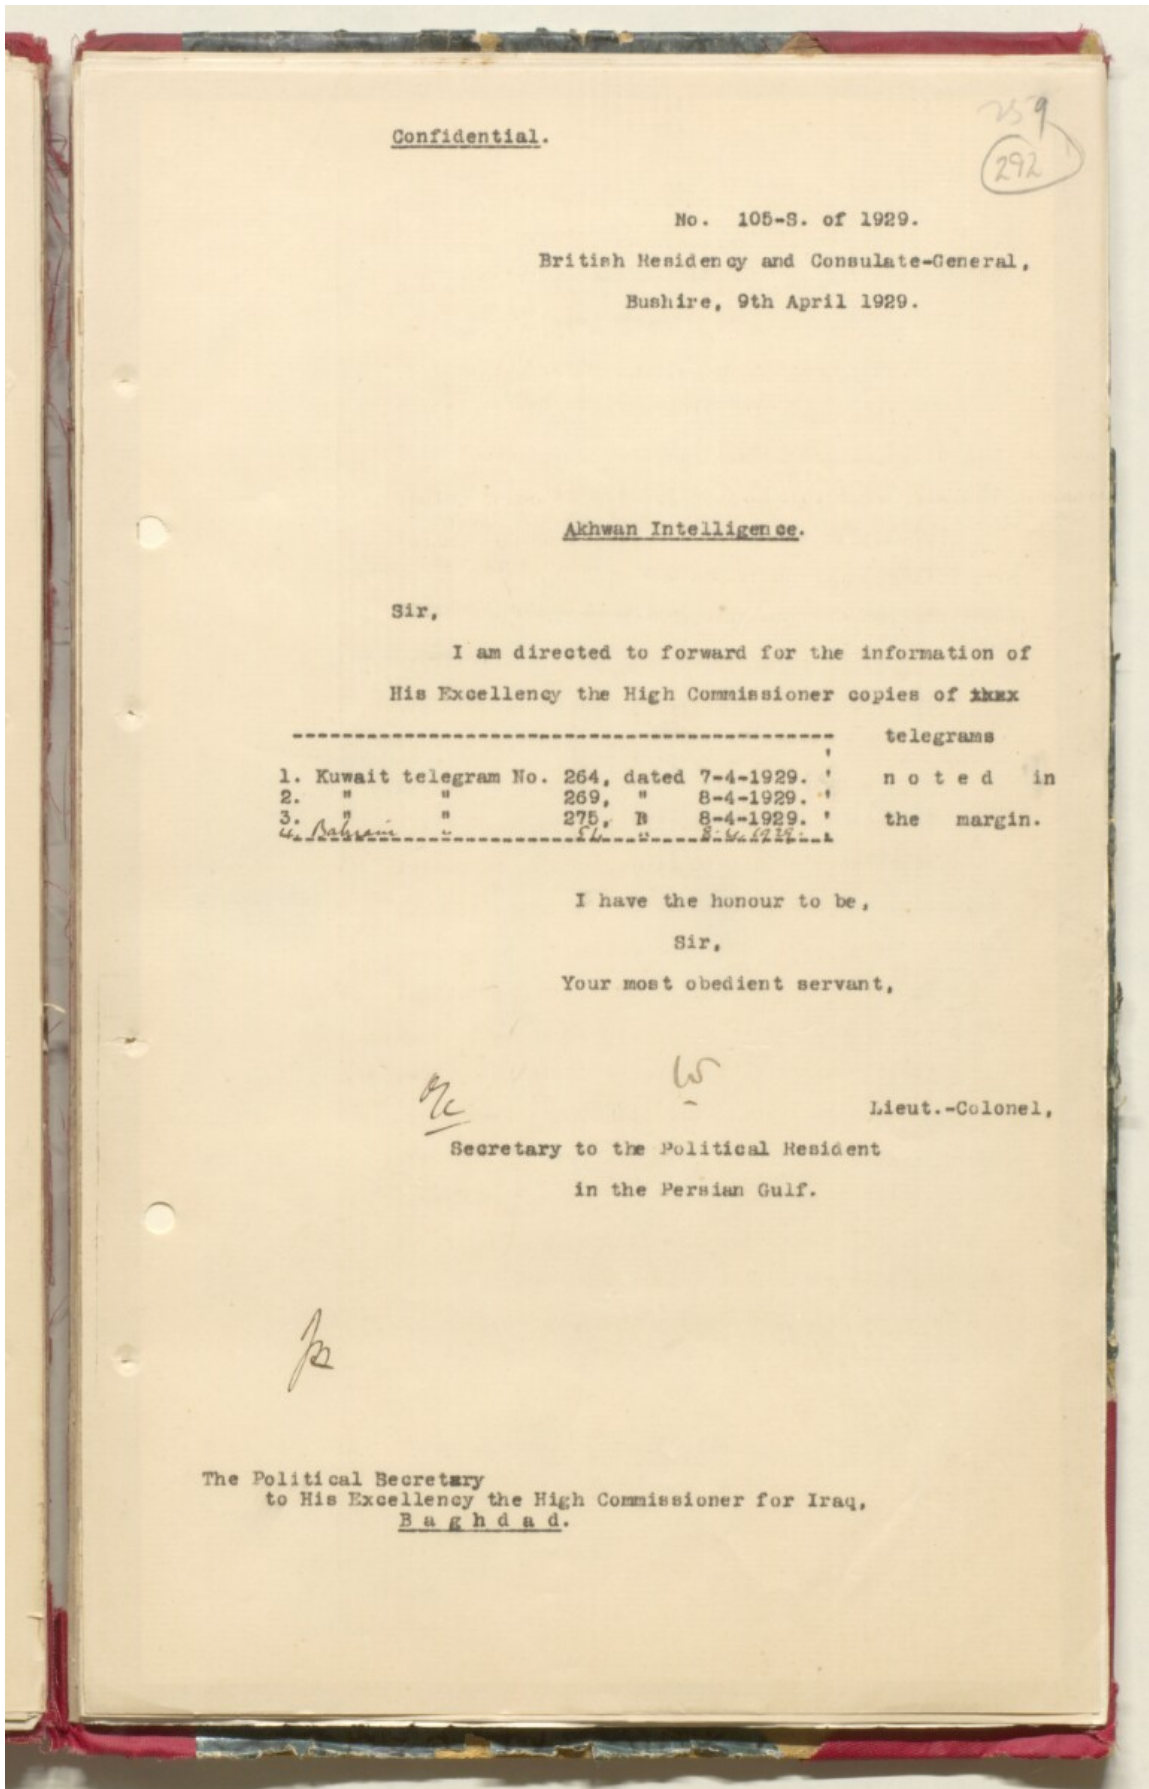 259
292
Confidential.
No. 105-S. of 1929.
British Residency and Consulate-General,
Bushire, 9th April 1929.
Akhwan Intelligence.
Sir,
I am directed to forward for the information of
His Excellency the High Commissioner copies of
telegrams
1. Kuwait telegram No. 264, dated 7-4-1929. ' noted in
2. " " 269, " 8-4-1929. '
3. " " 275, " 8-4-1929. ' the margin.
4. Bahrain " " 8-4-1929.
I have the honour to be,
Sir,
Your most obedient servant,
Lieut.-Colonel,
Secretary to the Political Resident
in the Persian Gulf.
The Political Secretary
to His Excellency the High Commissioner for Iraq,
Baghdad.